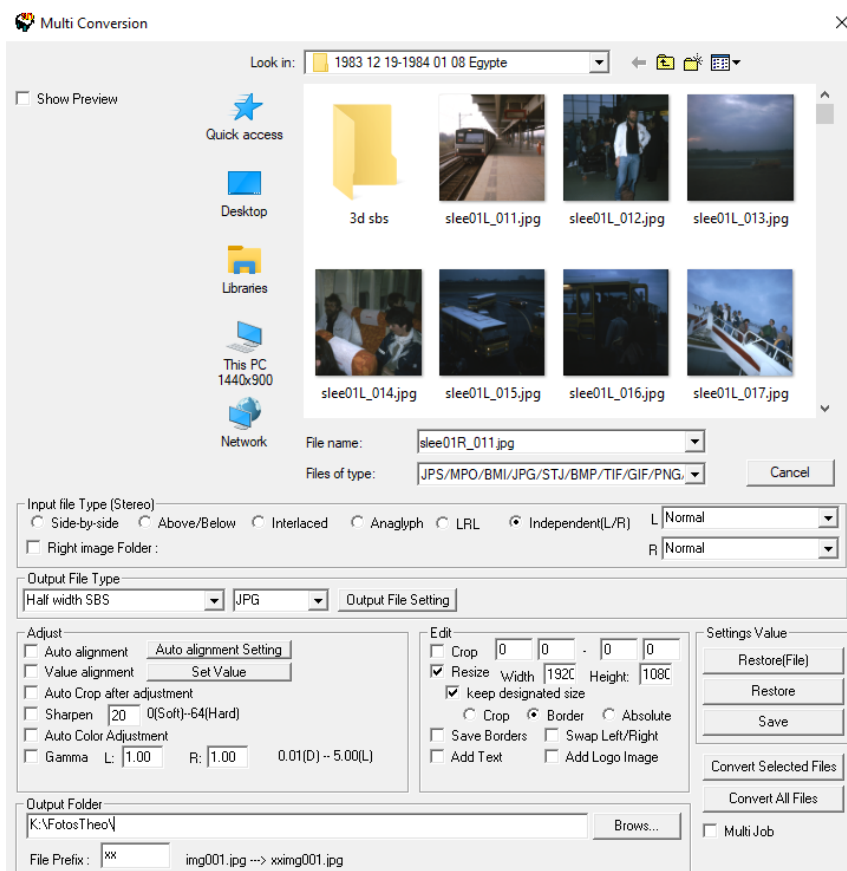 Multi Conversion
Look in: 1983 12 19-1984 01 08 Egypte
Show Preview
Quick access
Desktop
Libraries
This PC
1440x900
Network
3d sbs slee01L_011.jpg slee01L_012.jpg slee01L_013.jpg
slee01L_014.jpg slee01L_015.jpg slee01L_016.jpg slee01L_017.jpg
File name: slee01R_011.jpg
Files of type: JPS/MPO/BMI/JPG/STJ/BMP/TIF/GIF/PNG/ Cancel
Input file Type (Stereo)
Side-by-side Above/Below Interlaced Anaglyph LRL Independent(L/R) L Normal
Right image Folder : R Normal
Output File Type
Half width SBS JPG Output File Setting
Adjust
Auto alignment Auto alignment Setting
Value alignment Set Value
Auto Crop after adjustment
Sharpen 20 0(Soft)--64(Hard)
Auto Color Adjustment
Gamma L: 1.00 R: 1.00 0.01(D) -- 5.00(L)
Edit
Crop 0 0 - 0 0
Resize Width 1920 Height: 1080
keep designated size
Crop Border Absolute
Save Borders Swap Left/Right
Add Text Add Logo Image
Settings Value
Restore(File)
Restore
Save
Convert Selected Files
Convert All Files
Multi Job
Output Folder
K:\FotosTheo\ Brows...
File Prefix : xx img001.jpg ---> xximg001.jpg